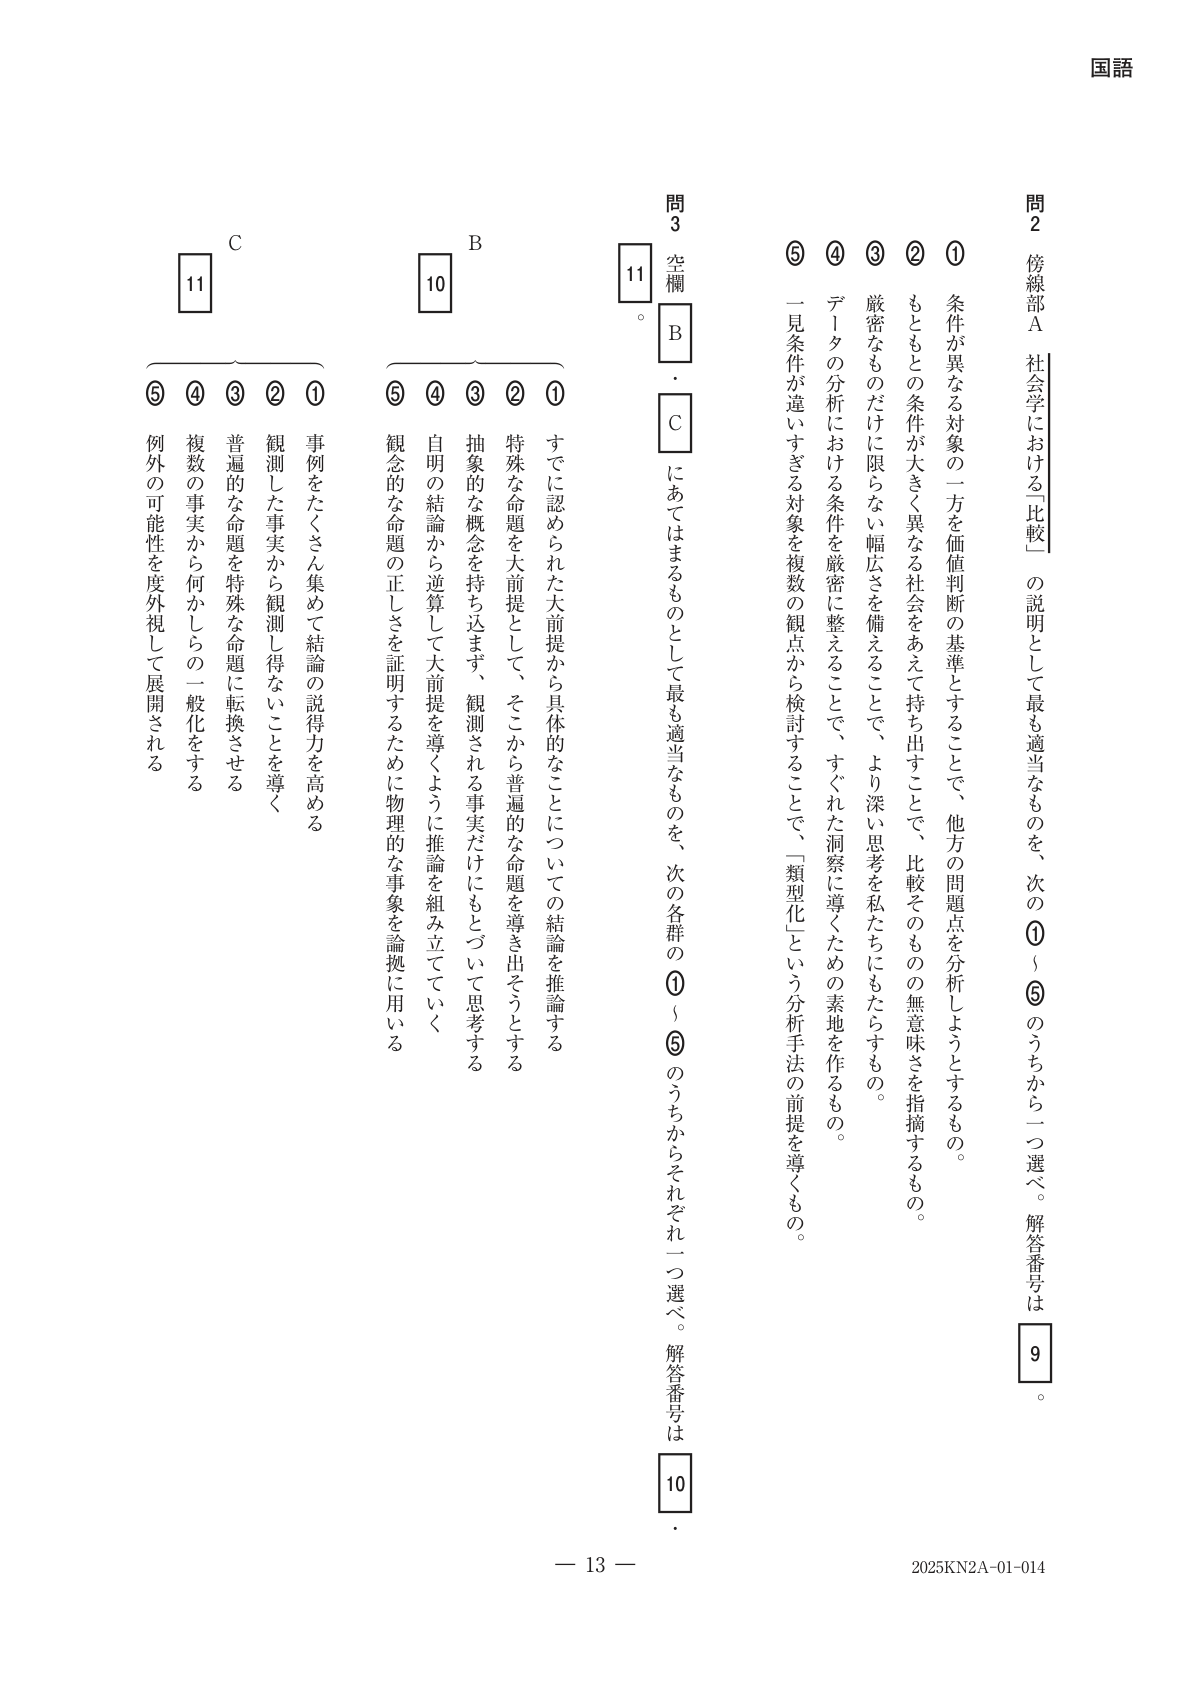 国語
問2　傍線部A　社会学における「比較」の説明として最も適当なものを、次の①～⑤のうちから一つ選べ。解答番号は 9 。
①　条件が異なる対象の一方を価値判断の基準とすることで、他方の問題点を分析しようとするもの。
②　もともとの条件が大きく異なる社会をあえて持ち出すことで、比較そのものの無意味さを指摘するもの。
③　厳密なものだけに限らない幅広さを備えることで、より深い思考を私たちにもたらすもの。
④　データの分析における条件を厳密に整えることで、すぐれた洞察に導くための素地を作るもの。
⑤　一見条件が違いすぎる対象を複数の観点から検討することで、「類型化」という分析手法の前提を導くもの。
問3　空欄 B ・ C にあてはまるものとして最も適当なものを、次の各群の①～⑤のうちからそれぞれ一つ選べ。解答番号は 10 ・
11 。
B
10
①　すでに認められた大前提から具体的なことについての結論を推論する
②　特殊な命題を大前提として、そこから普遍的な命題を導き出そうとする
③　抽象的な概念を持ち込まず、観測される事実だけにもとづいて思考する
④　自明の結論から逆算して大前提を導くように推論を組み立てていく
⑤　観念的な命題の正しさを証明するために物理的な事象を論拠に用いる
C
11
①　事例をたくさん集めて結論の説得力を高める
②　観測した事実から観測し得ないことを導く
③　普遍的な命題を特殊な命題に転換させる
④　複数の事実から何かしらの一般化をする
⑤　例外の可能性を度外視して展開される
— 13 —
2025KN2A-01-014